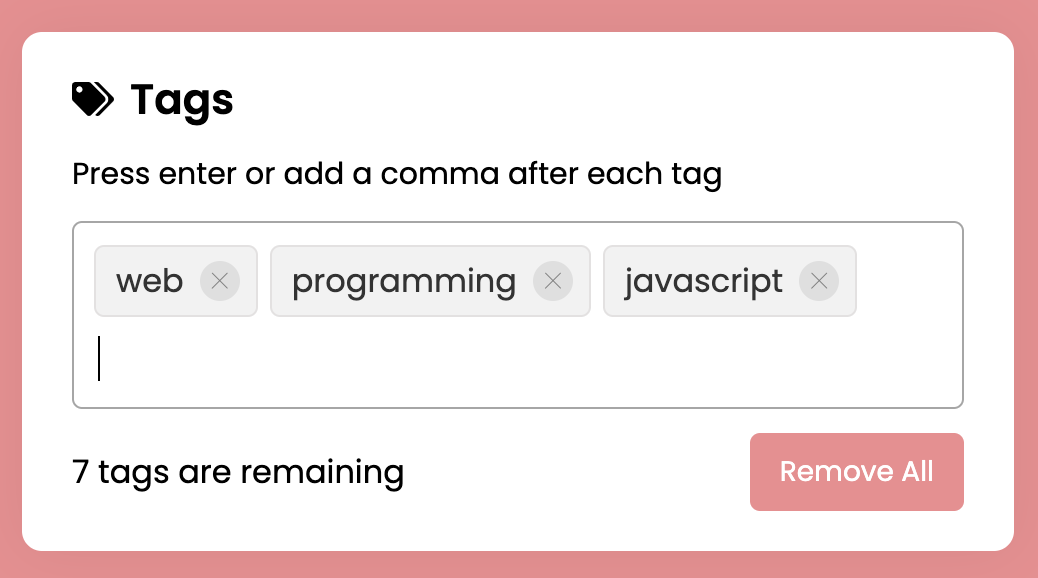 Tags
Press enter or add a comma after each tag
web programming javascript
7 tags are remaining
Remove All